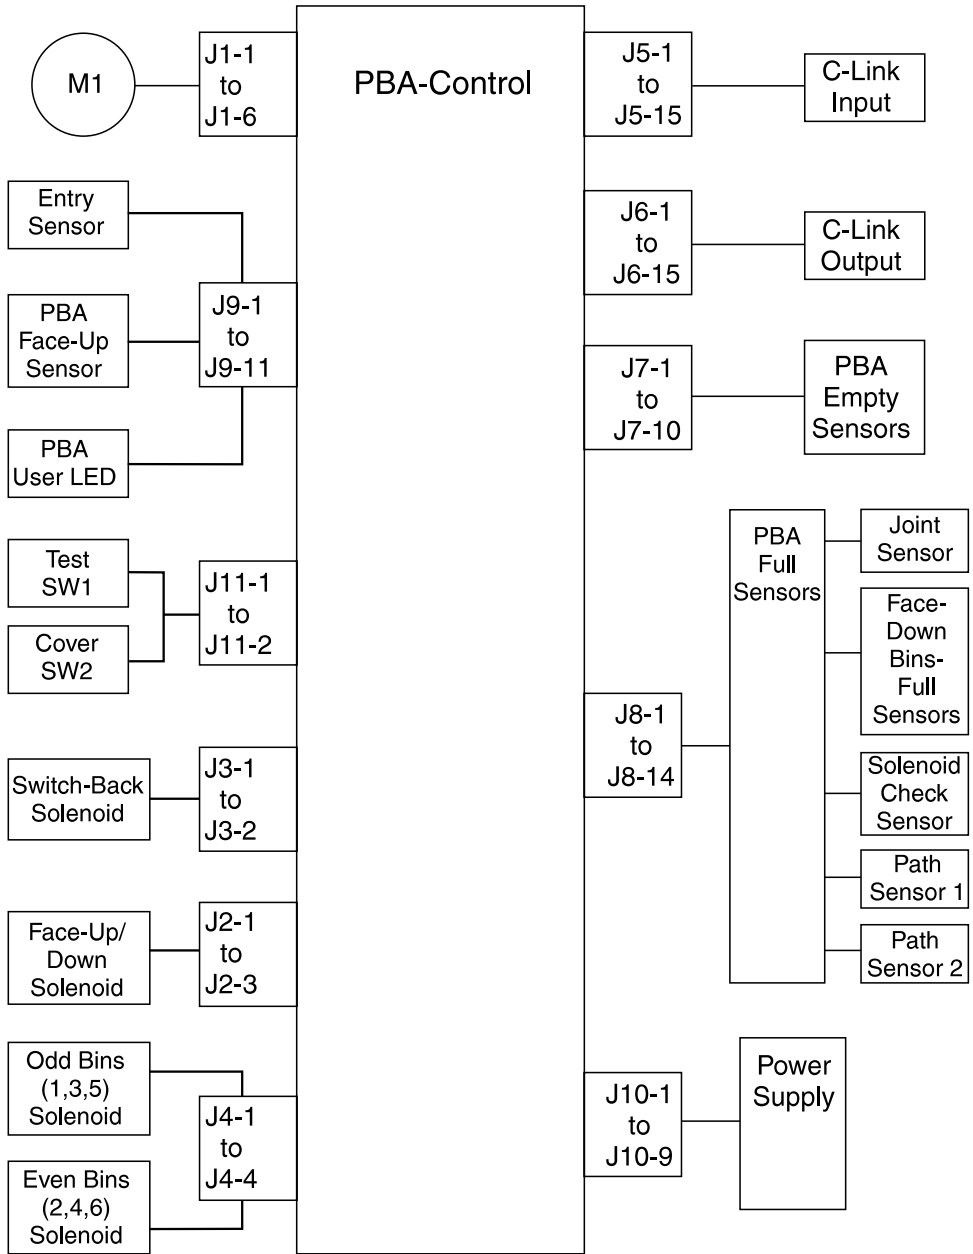 PBA-Control
M1
J1-1
to
J1-6
Entry
Sensor
PBA
Face-Up
Sensor
J9-1
to
J9-11
PBA
User LED
Test
SW1
Cover
SW2
J11-1
to
J11-2
Switch-Back
Solenoid
J3-1
to
J3-2
Face-Up/
Down
Solenoid
J2-1
to
J2-3
Odd Bins
(1,3,5)
Solenoid
Even Bins
(2,4,6)
Solenoid
J4-1
to
J4-4
J5-1
to
J5-15
C-Link
Input
J6-1
to
J6-15
C-Link
Output
J7-1
to
J7-10
PBA
Empty
Sensors
J8-1
to
J8-14
PBA
Full
Sensors
Joint
Sensor
Face-
Down
Bins-
Full
Sensors
Solenoid
Check
Sensor
Path
Sensor 1
Path
Sensor 2
J10-1
to
J10-9
Power
Supply